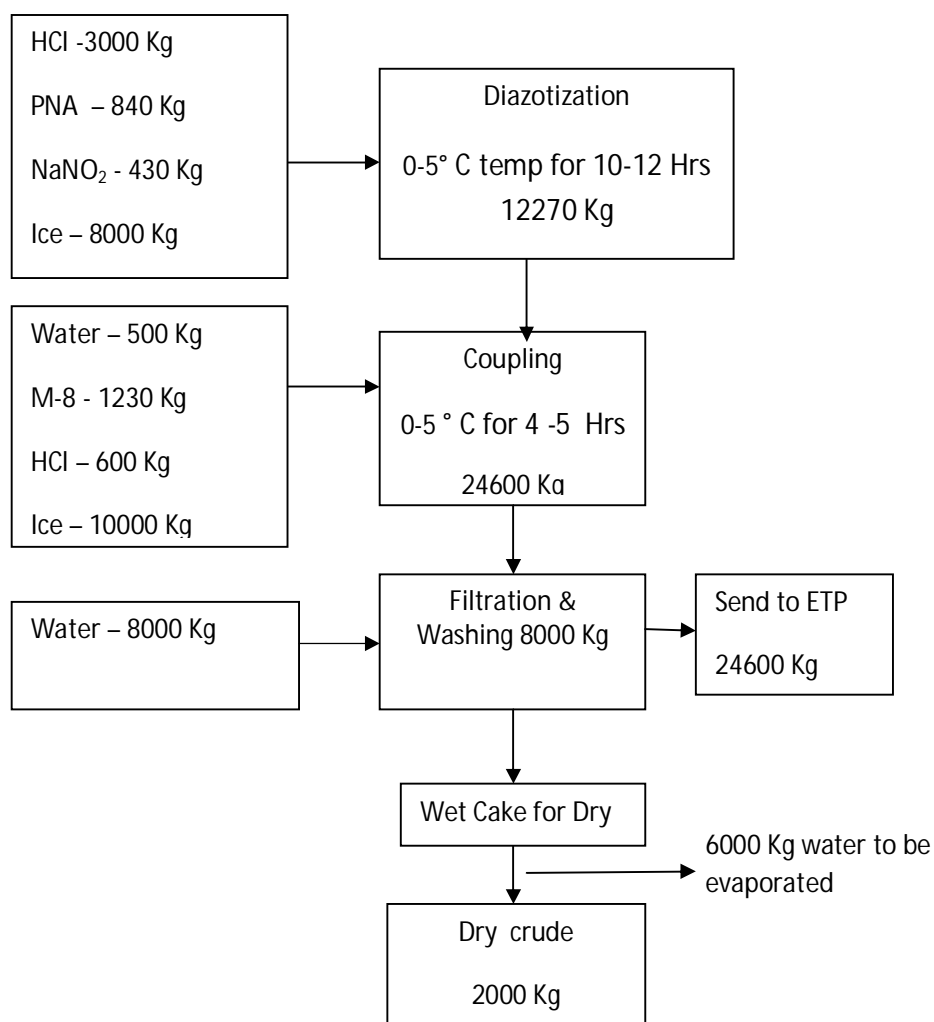 HCl -3000 Kg
PNA – 840 Kg
NaNO₂ - 430 Kg
Ice – 8000 Kg
Diazotization
0-5° C temp for 10-12 Hrs
12270 Kg
Water – 500 Kg
M-8 - 1230 Kg
HCl – 600 Kg
Ice – 10000 Kg
Coupling
0-5 ° C for 4 -5 Hrs
24600 Kg
Water – 8000 Kg
Filtration &
Washing 8000 Kg
Send to ETP
24600 Kg
Wet Cake for Dry
6000 Kg water to be
evaporated
Dry crude
2000 Kg